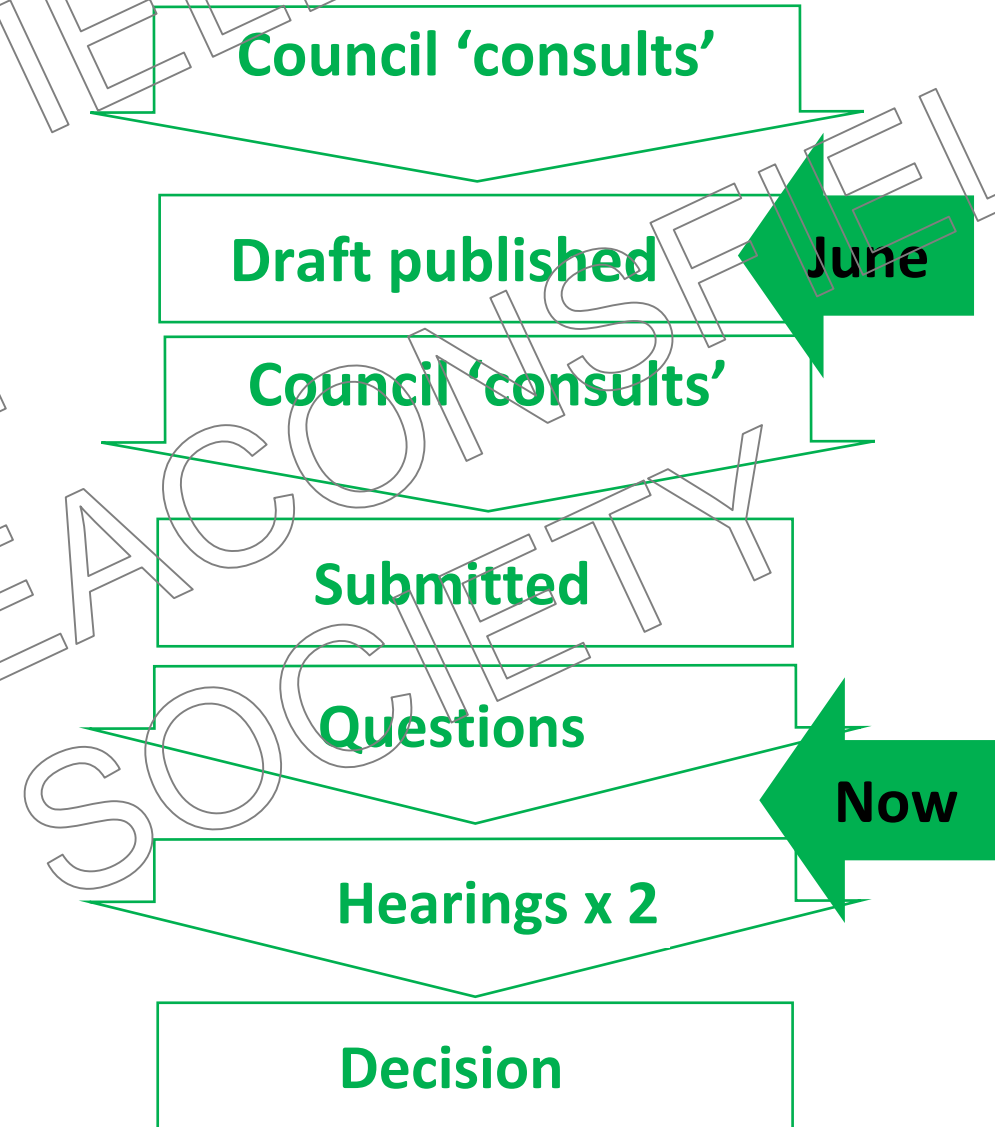 Council ‘consults’
Draft published
June
Council ‘consults’
Submitted
Questions
Now
Hearings x 2
Decision
BEACONSFIELD
SOCIETY